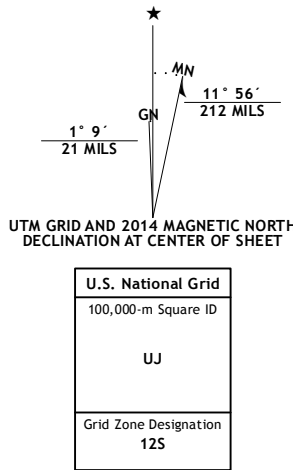 ★
MN
GN
11° 56´
212 MILS
1° 9´
21 MILS
UTM GRID AND 2014 MAGNETIC NORTH
DECLINATION AT CENTER OF SHEET
U.S. National Grid
100,000-m Square ID
UJ
Grid Zone Designation
12S